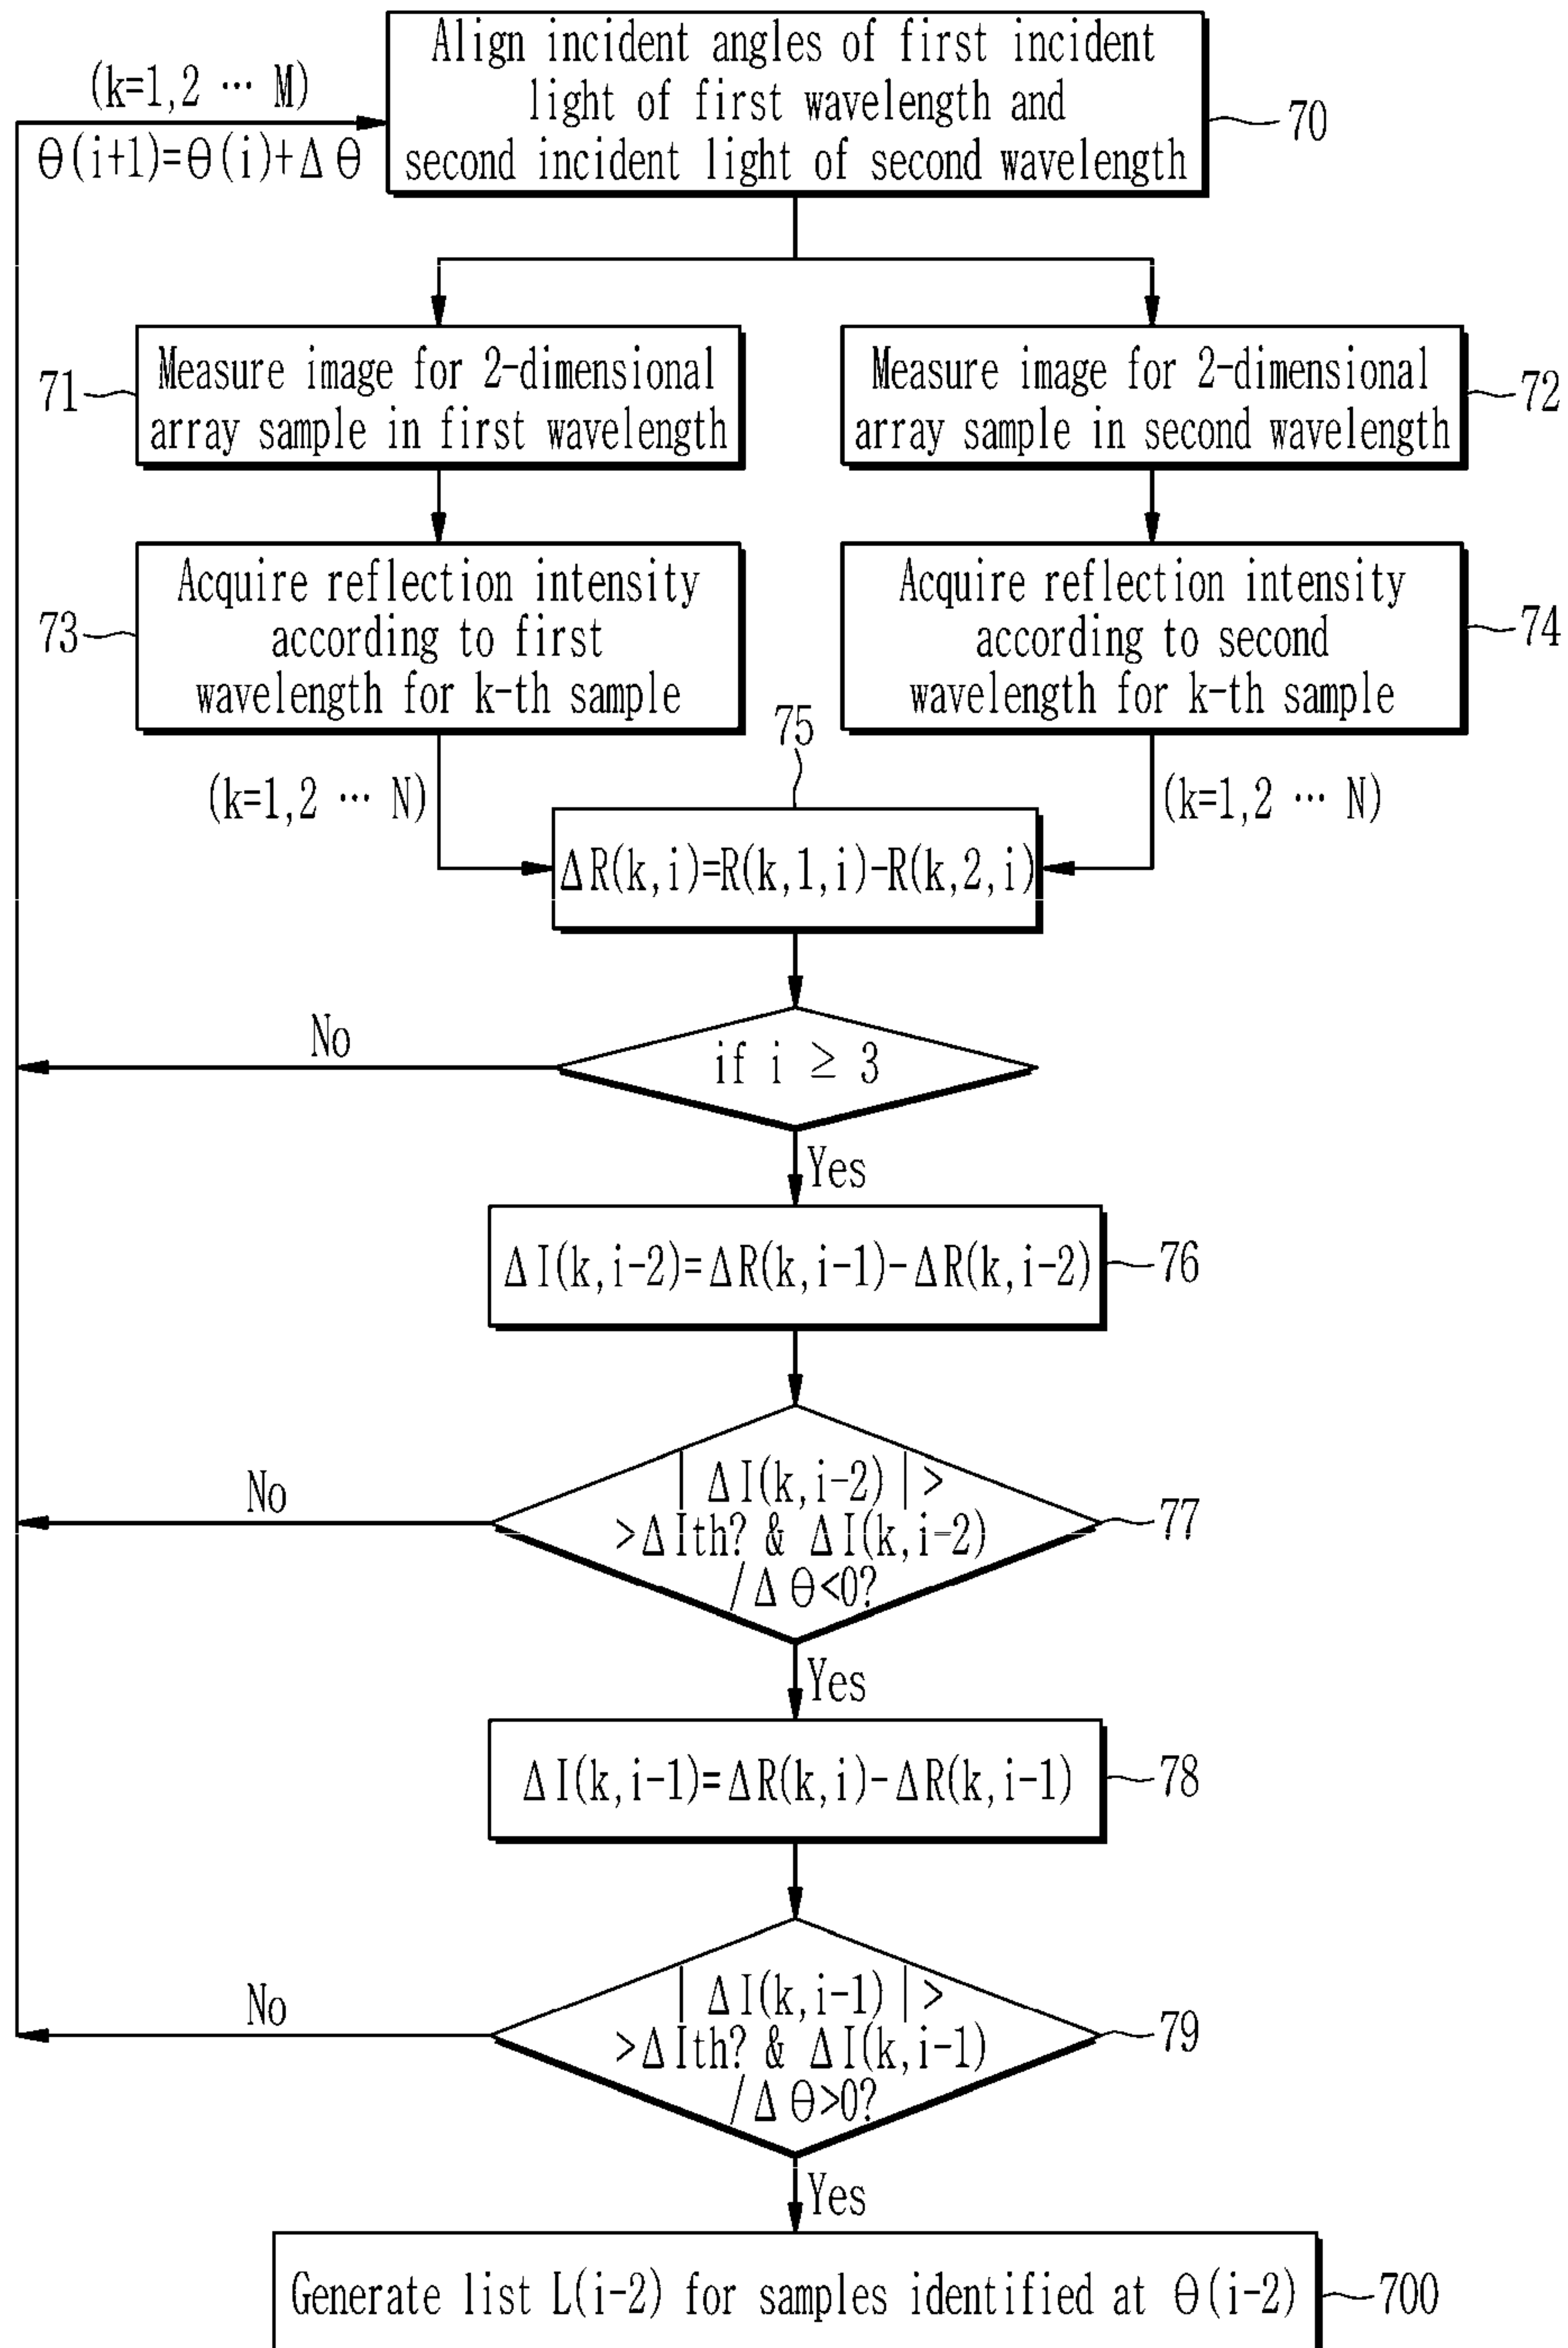 Align incident angles of first incident
light of first wavelength and
second incident light of second wavelength
70
(k=1,2 ··· M)
θ(i+1)=θ(i)+Δθ
71
Measure image for 2-dimensional
array sample in first wavelength
Measure image for 2-dimensional
array sample in second wavelength
72
73
Acquire reflection intensity
according to first
wavelength for k-th sample
Acquire reflection intensity
according to second
wavelength for k-th sample
74
75
(k=1,2 ··· N)
(k=1,2 ··· N)
ΔR(k,i)=R(k,1,i)-R(k,2,i)
if i ≥ 3
No
Yes
ΔI(k,i-2)=ΔR(k,i-1)-ΔR(k,i-2)
76
|ΔI(k,i-2)|>
>ΔIth? & ΔI(k,i-2)
/Δθ<0?
77
No
Yes
ΔI(k,i-1)=ΔR(k,i)-ΔR(k,i-1)
78
|ΔI(k,i-1)|>
>ΔIth? & ΔI(k,i-1)
/Δθ>0?
79
No
Yes
Generate list L(i-2) for samples identified at θ(i-2)
700